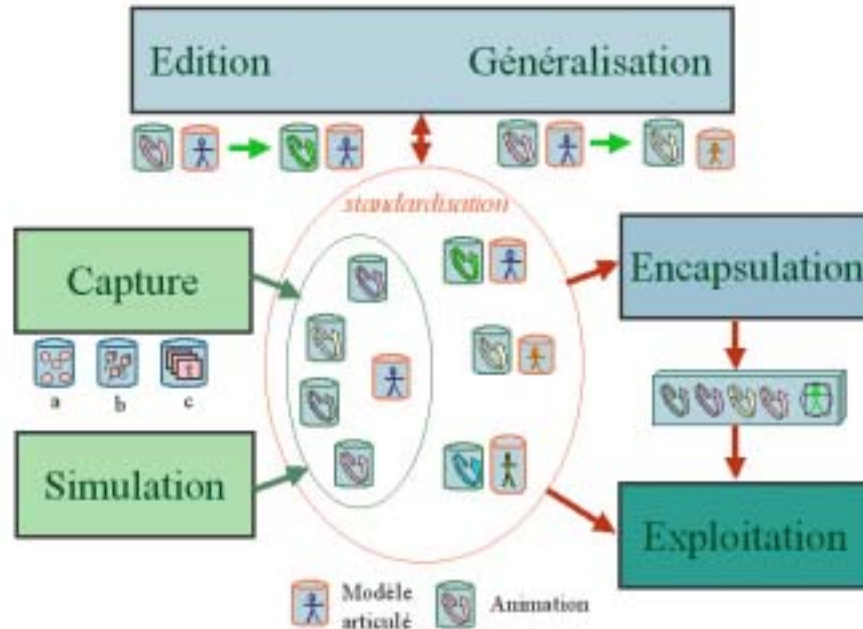 Edition Généralisation
standardisation
Capture
Encapsulation
a b c
Simulation
Exploitation
Modèle
articulé
Animation